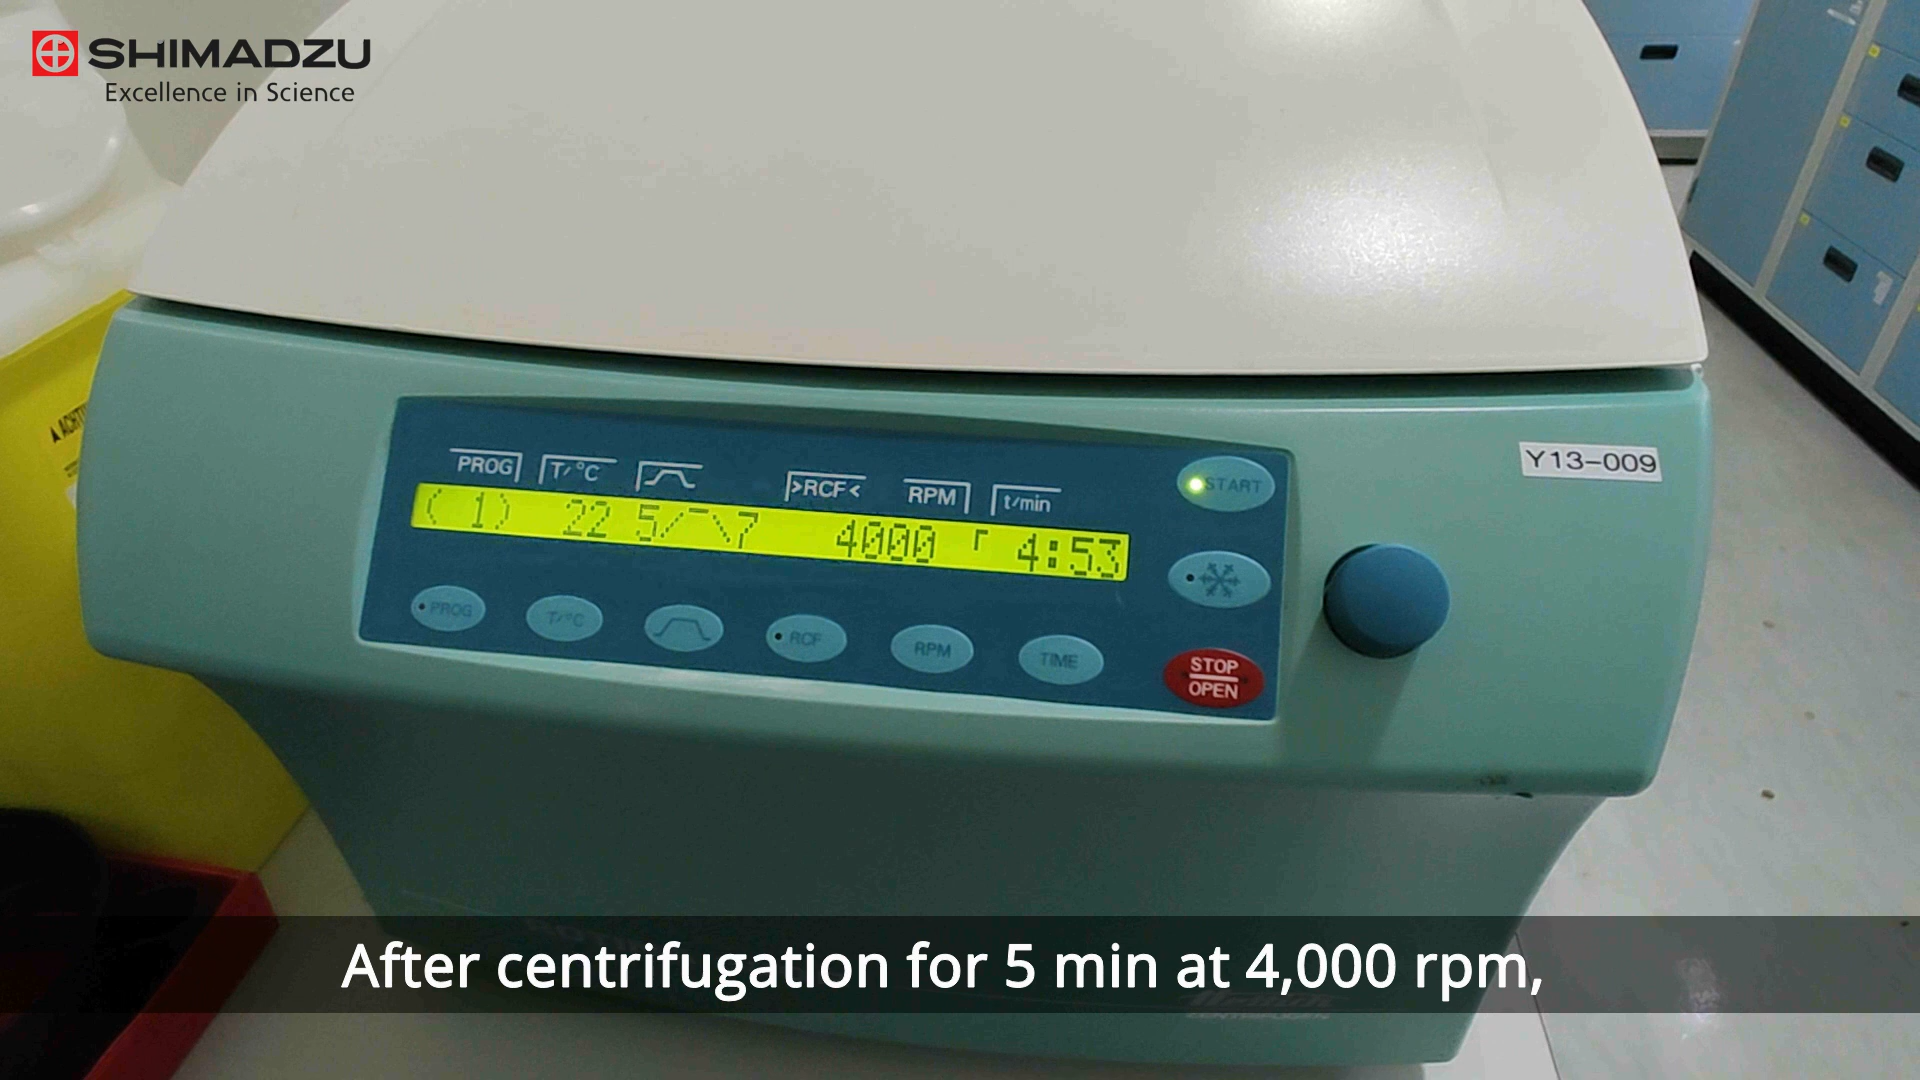 SHIMADZU
Excellence in Science
PROG T/°C >RCF< RPM t/min
(1) 22 5/‾\7 4000 4:53
START
PROG T/°C RCF RPM TIME
STOP
OPEN
Y13-009
After centrifugation for 5 min at 4,000 rpm,